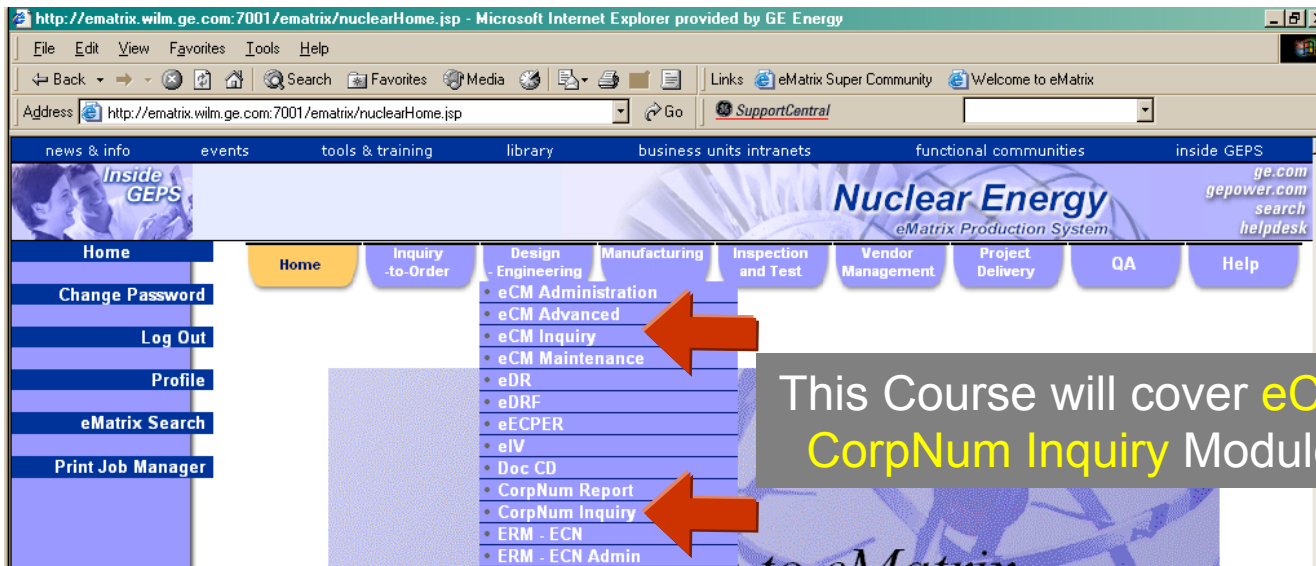 http://ematrix.wilm.ge.com:7001/ematrix/nuclearHome.jsp - Microsoft Internet Explorer provided by GE Energy
File Edit View Favorites Tools Help
Back Search Favorites Media Links eMatrix Super Community Welcome to eMatrix
Address http://ematrix.wilm.ge.com:7001/ematrix/nuclearHome.jsp Go SupportCentral
news & info events tools & training library business units intranets functional communities inside GEPS
Inside
GEPS
Nuclear Energy
eMatrix Production System
ge.com
gepower.com
search
helpdesk
Home
Change Password
Log Out
Profile
eMatrix Search
Print Job Manager
Home
Inquiry
-to-Order
Design
- Engineering
Manufacturing
Inspection
and Test
Vendor
Management
Project
Delivery
QA
Help
• eCM Administration
• eCM Advanced
• eCM Inquiry
• eCM Maintenance
• eDR
• eDRF
• eECPER
• eIV
• Doc CD
• CorpNum Report
• CorpNum Inquiry
• ERM - ECN
• ERM - ECN Admin
This Course will cover
CorpNum Inquiry
to eMatrix